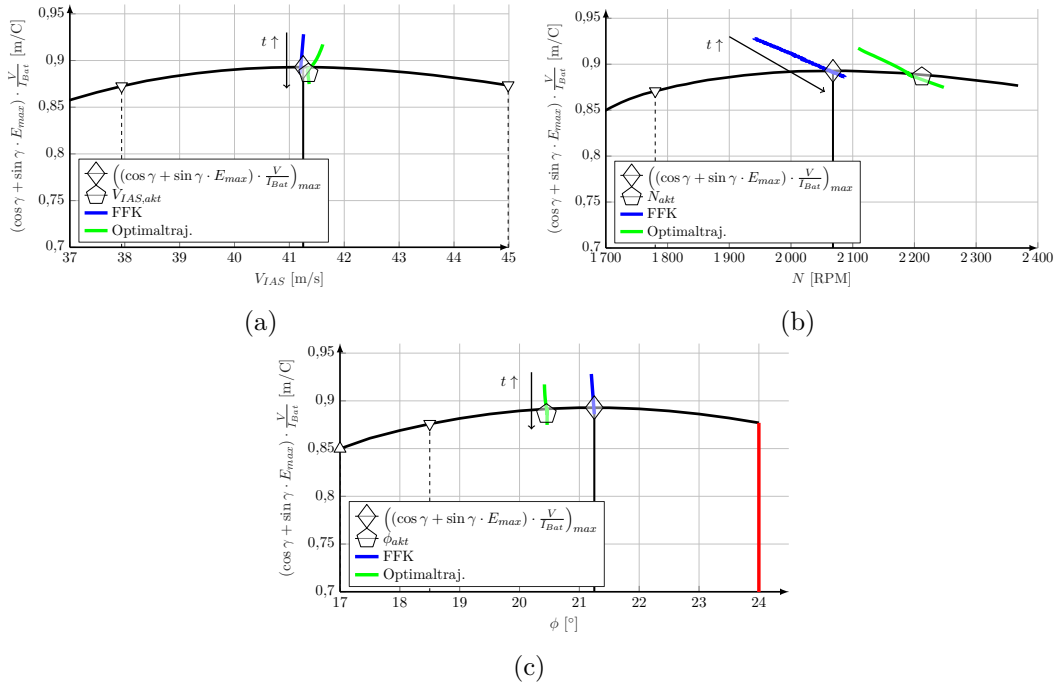 (cos γ + sin γ · E_max) · V/I_Bat [m/C]
0,95
0,9
0,85
0,8
0,75
0,7
t ↑
((cos γ + sin γ · E_max) · V/I_Bat)_max
V_IAS,akt
FFK
Optimaltraj.
37 38 39 40 41 42 43 44 45
V_IAS [m/s]
(a)
(cos γ + sin γ · E_max) · V/I_Bat [m/C]
0,95
0,9
0,85
0,8
0,75
0,7
t ↑
((cos γ + sin γ · E_max) · V/I_Bat)_max
N_akt
FFK
Optimaltraj.
1 700 1 800 1 900 2 000 2 100 2 200 2 300 2 400
N [RPM]
(b)
(cos γ + sin γ · E_max) · V/I_Bat [m/C]
0,95
0,9
0,85
0,8
0,75
0,7
t ↑
((cos γ + sin γ · E_max) · V/I_Bat)_max
ϕ_akt
FFK
Optimaltraj.
17 18 19 20 21 22 23 24
ϕ [°]
(c)